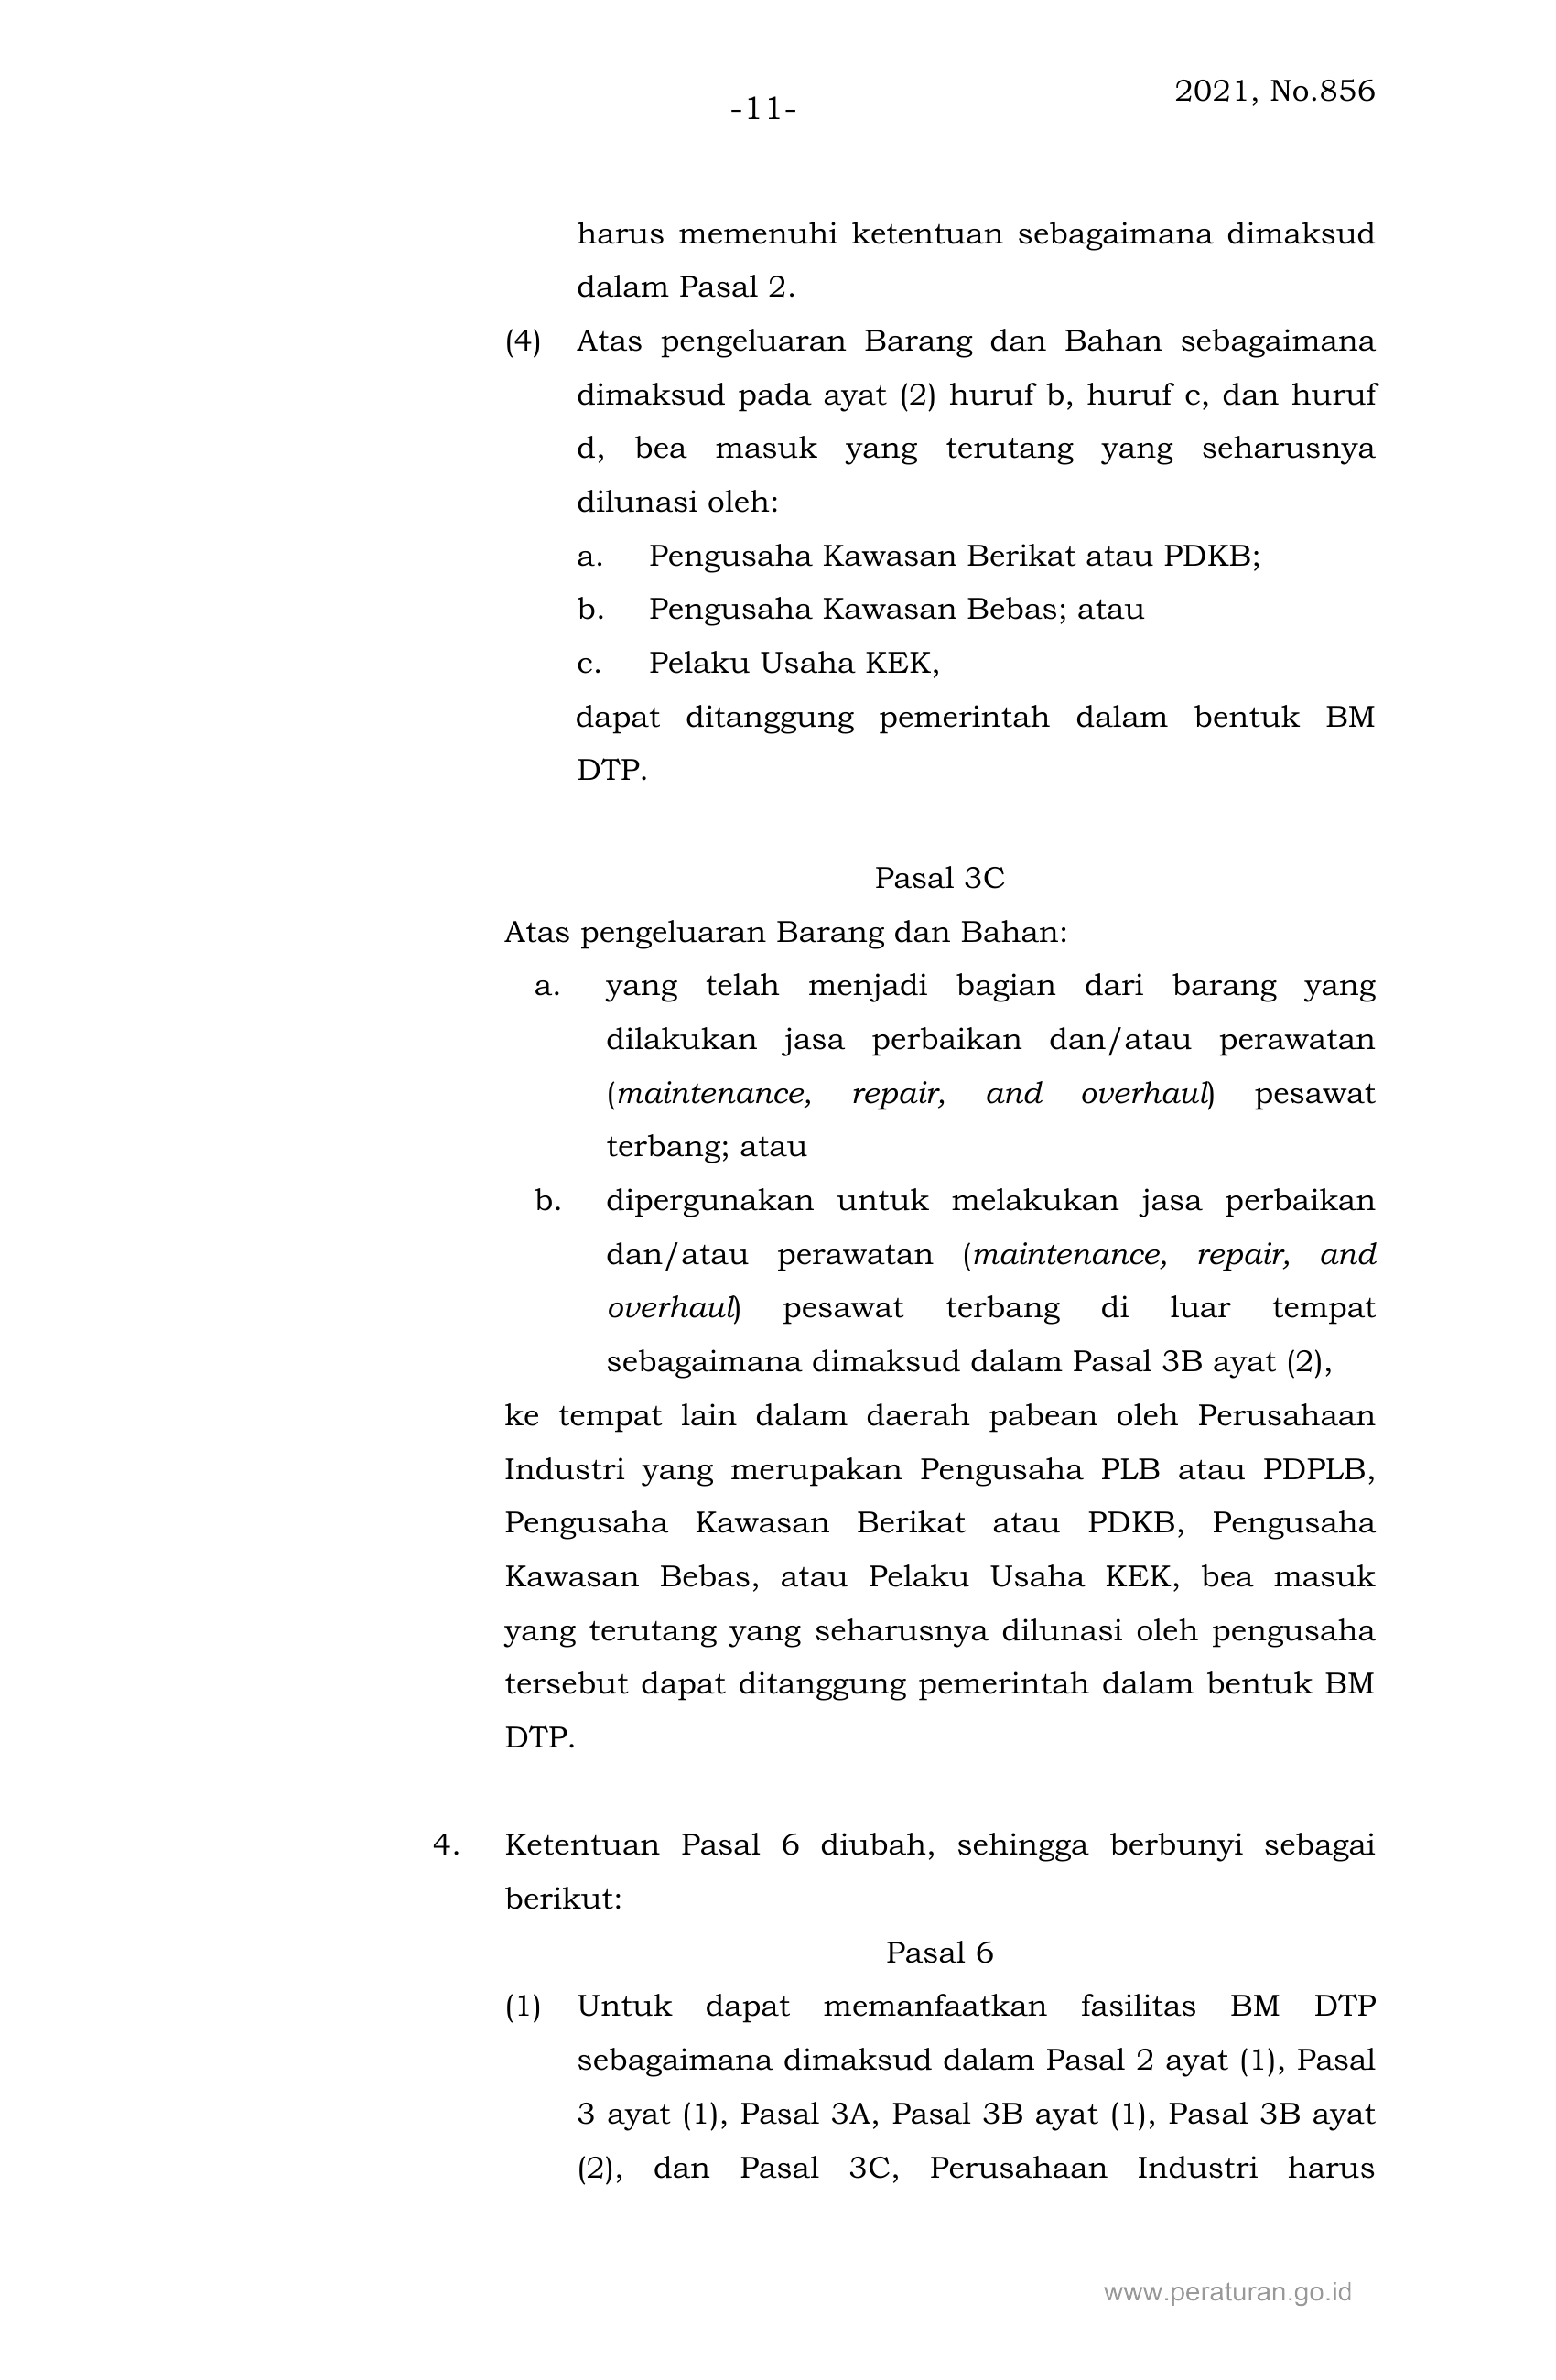 2021, No.856
-11-
harus memenuhi ketentuan sebagaimana dimaksud
dalam Pasal 2.
(4) Atas pengeluaran Barang dan Bahan sebagaimana
dimaksud pada ayat (2) huruf b, huruf c, dan huruf
d, bea masuk yang terutang yang seharusnya
dilunasi oleh:
a. Pengusaha Kawasan Berikat atau PDKB;
b. Pengusaha Kawasan Bebas; atau
c. Pelaku Usaha KEK,
dapat ditanggung pemerintah dalam bentuk BM
DTP.
Pasal 3C
Atas pengeluaran Barang dan Bahan:
a. yang telah menjadi bagian dari barang yang
dilakukan jasa perbaikan dan/atau perawatan
(maintenance, repair, and overhaul) pesawat
terbang; atau
b. dipergunakan untuk melakukan jasa perbaikan
dan/atau perawatan (maintenance, repair, and
overhaul) pesawat terbang di luar tempat
sebagaimana dimaksud dalam Pasal 3B ayat (2),
ke tempat lain dalam daerah pabean oleh Perusahaan
Industri yang merupakan Pengusaha PLB atau PDPLB,
Pengusaha Kawasan Berikat atau PDKB, Pengusaha
Kawasan Bebas, atau Pelaku Usaha KEK, bea masuk
yang terutang yang seharusnya dilunasi oleh pengusaha
tersebut dapat ditanggung pemerintah dalam bentuk BM
DTP.
4. Ketentuan Pasal 6 diubah, sehingga berbunyi sebagai
berikut:
Pasal 6
(1) Untuk dapat memanfaatkan fasilitas BM DTP
sebagaimana dimaksud dalam Pasal 2 ayat (1), Pasal
3 ayat (1), Pasal 3A, Pasal 3B ayat (1), Pasal 3B ayat
(2), dan Pasal 3C, Perusahaan Industri harus
www.peraturan.go.id